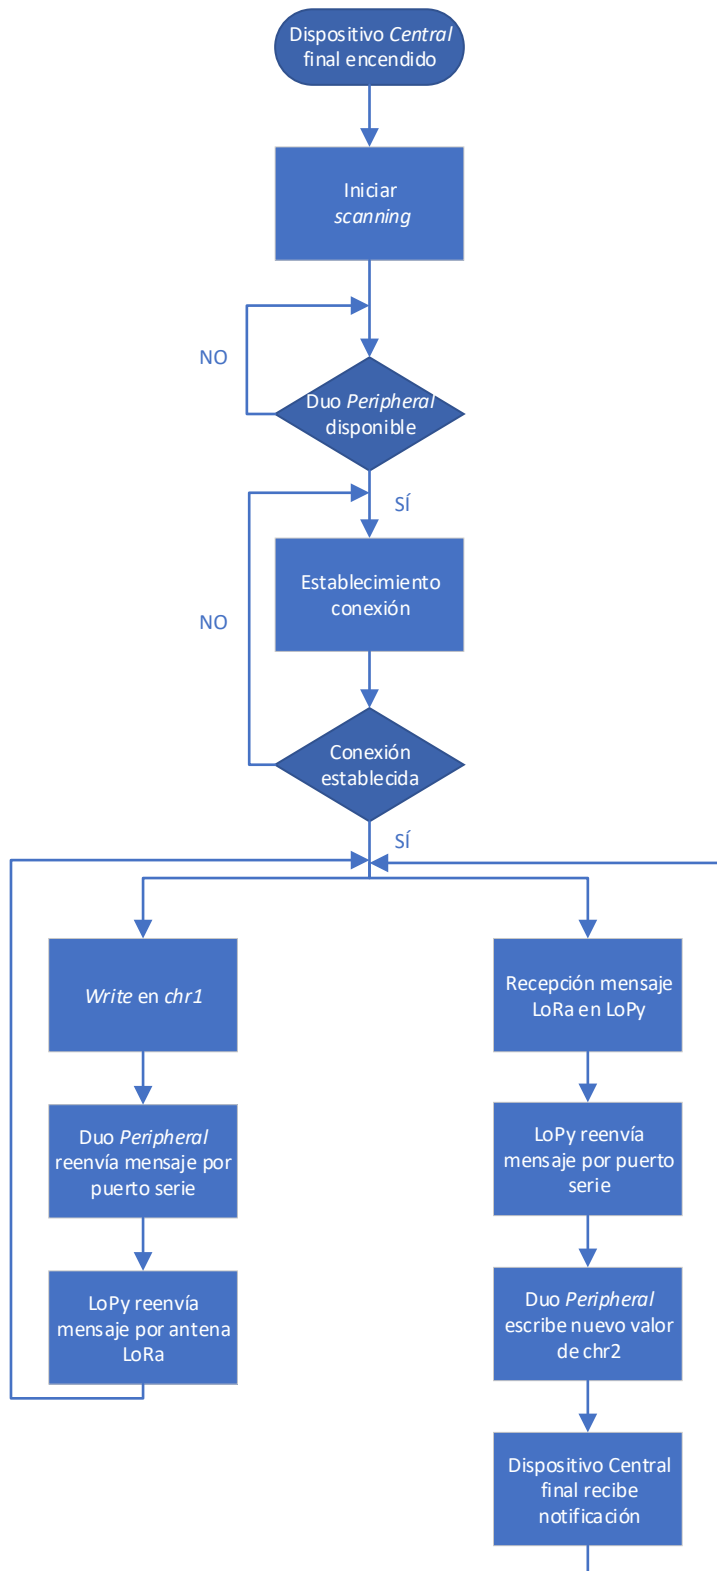 Dispositivo Central
final encendido
Iniciar
scanning
NO
Duo Peripheral
disponible
SÍ
Establecimiento
conexión
NO
Conexión
establecida
SÍ
Write en chr1
Duo Peripheral
reenvía mensaje por
puerto serie
LoPy reenvía
mensaje por antena
LoRa
Recepción mensaje
LoRa en LoPy
LoPy reenvía
mensaje por puerto
serie
Duo Peripheral
escribe nuevo valor
de chr2
Dispositivo Central
final recibe
notificación